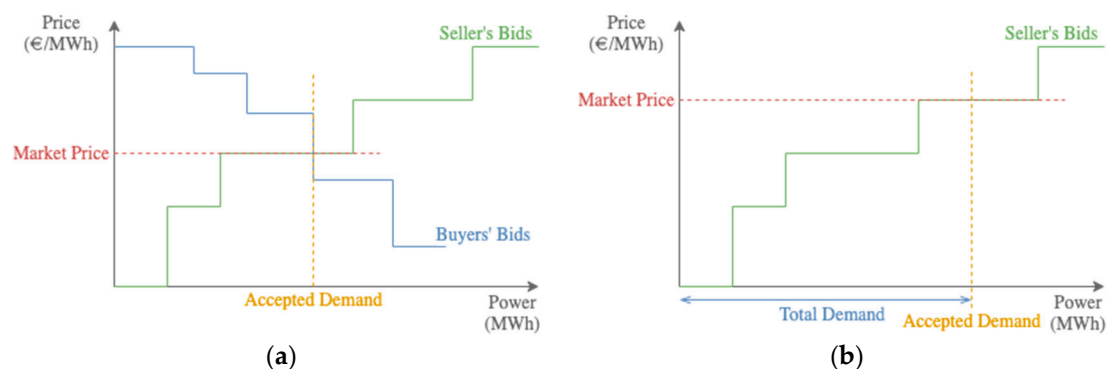 Price
(€/MWh)
Seller's Bids
Market Price
Buyers' Bids
Accepted Demand
Power
(MWh)
(a)
Price
(€/MWh)
Seller's Bids
Market Price
Total Demand
Accepted Demand
Power
(MWh)
(b)